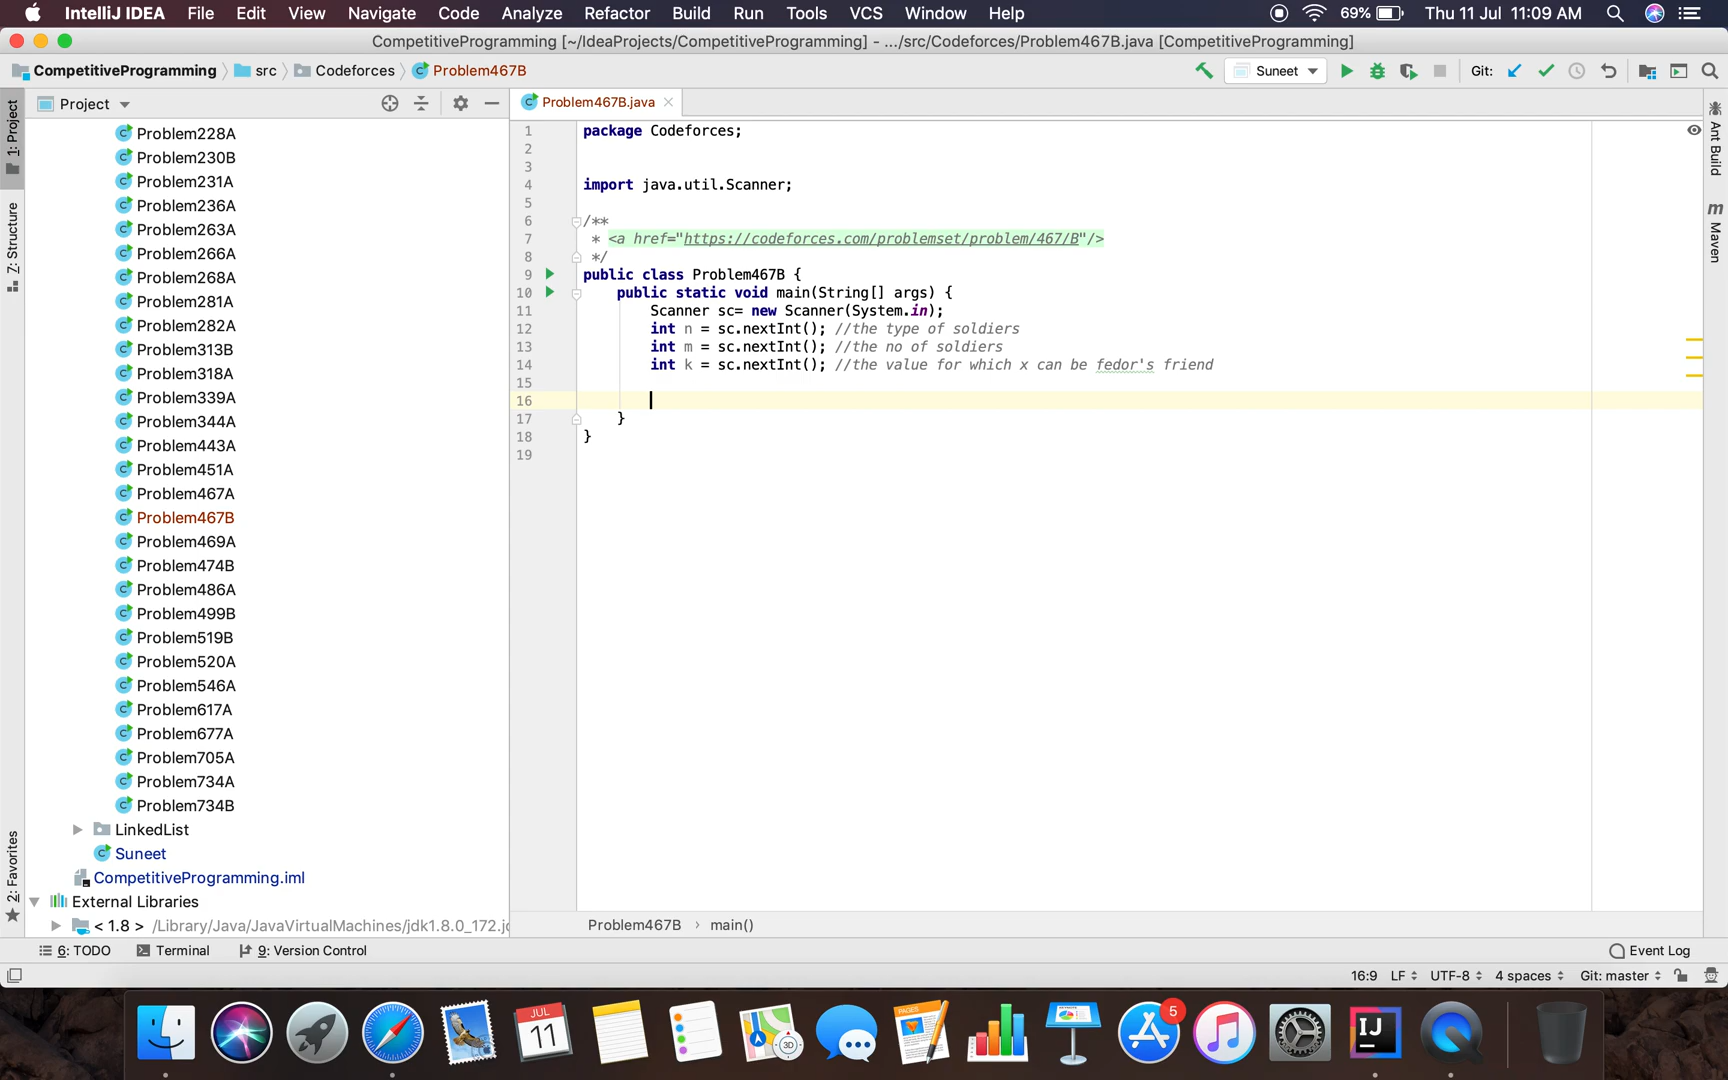 IntelliJ IDEA File Edit View Navigate Code Analyze Refactor Build Run Tools VCS Window Help 69% Thu 11 Jul 11:09 AM
CompetitiveProgramming [~/IdeaProjects/CompetitiveProgramming] - .../src/Codeforces/Problem467B.java [CompetitiveProgramming]
CompetitiveProgramming src Codeforces Problem467B Suneet Git:
Project
Problem467B.java
1: Project
7: Structure
2: Favorites
Problem228A
Problem230B
Problem231A
Problem236A
Problem263A
Problem266A
Problem268A
Problem281A
Problem282A
Problem313B
Problem318A
Problem339A
Problem344A
Problem443A
Problem451A
Problem467A
Problem467B
Problem469A
Problem474B
Problem486A
Problem499B
Problem519B
Problem520A
Problem546A
Problem617A
Problem677A
Problem705A
Problem734A
Problem734B
LinkedList
Suneet
CompetitiveProgramming.iml
External Libraries
< 1.8 > /Library/Java/JavaVirtualMachines/jdk1.8.0_172.jd
1 package Codeforces;
2
3
4 import java.util.Scanner;
5
6 /**
7 * <a href="https://codeforces.com/problemset/problem/467/B"/>
8 */
9 public class Problem467B {
10 public static void main(String[] args) {
11 Scanner sc= new Scanner(System.in);
12 int n = sc.nextInt(); //the type of soldiers
13 int m = sc.nextInt(); //the no of soldiers
14 int k = sc.nextInt(); //the value for which x can be fedor's friend
15
16
17 }
18 }
19
Ant Build
m Maven
Problem467B › main()
6: TODO Terminal 9: Version Control Event Log
16:9 LF UTF-8 4 spaces Git: master
JUL
11
3D
PAGES
5
IJ